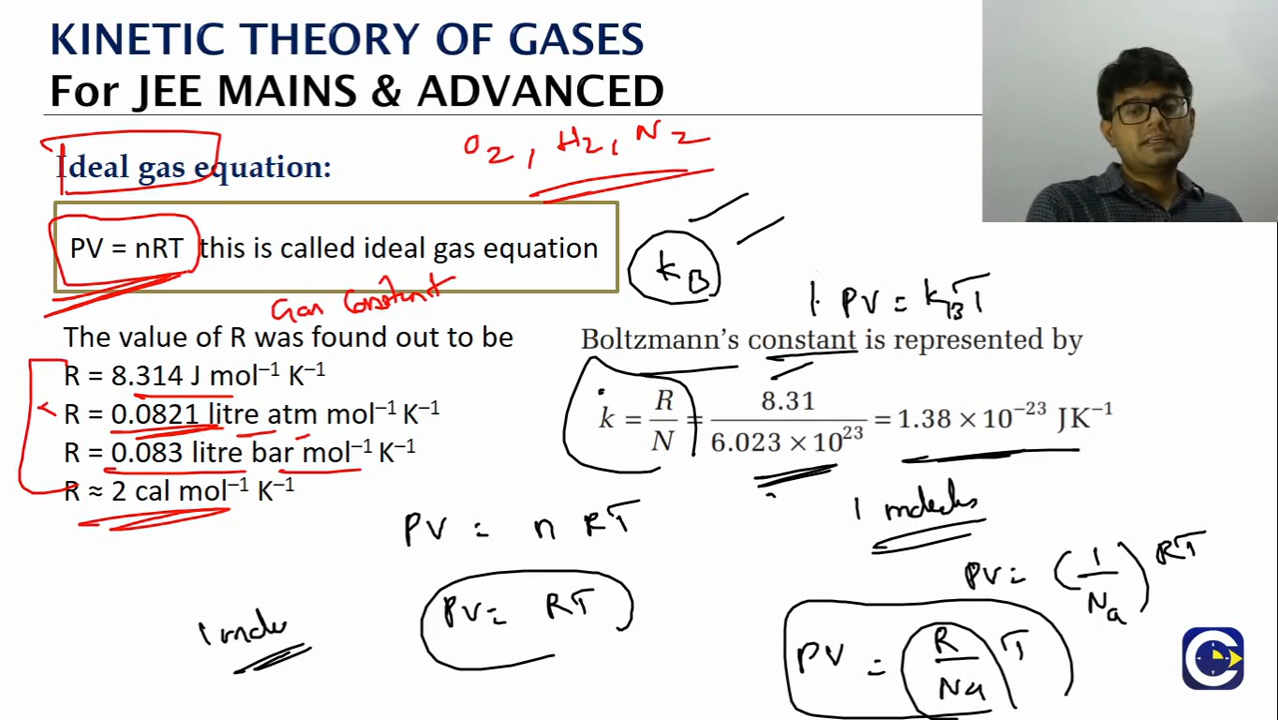 KINETIC THEORY OF GASES
For JEE MAINS & ADVANCED
O2, H2, N2
Ideal gas equation:
PV = nRT this is called ideal gas equation
kB
Gas Constant
1. PV = kBT
The value of R was found out to be
R = 8.314 J mol⁻¹ K⁻¹
R = 0.0821 litre atm mol⁻¹ K⁻¹
R = 0.083 litre bar mol⁻¹ K⁻¹
R ≈ 2 cal mol⁻¹ K⁻¹
Boltzmann’s constant is represented by
k = R/N = 8.31/6.023 × 10²³ = 1.38 × 10⁻²³ JK⁻¹
PV = n RT
PV = RT
1 mole
1
PV = (1/Na) RT
PV = R/Na T